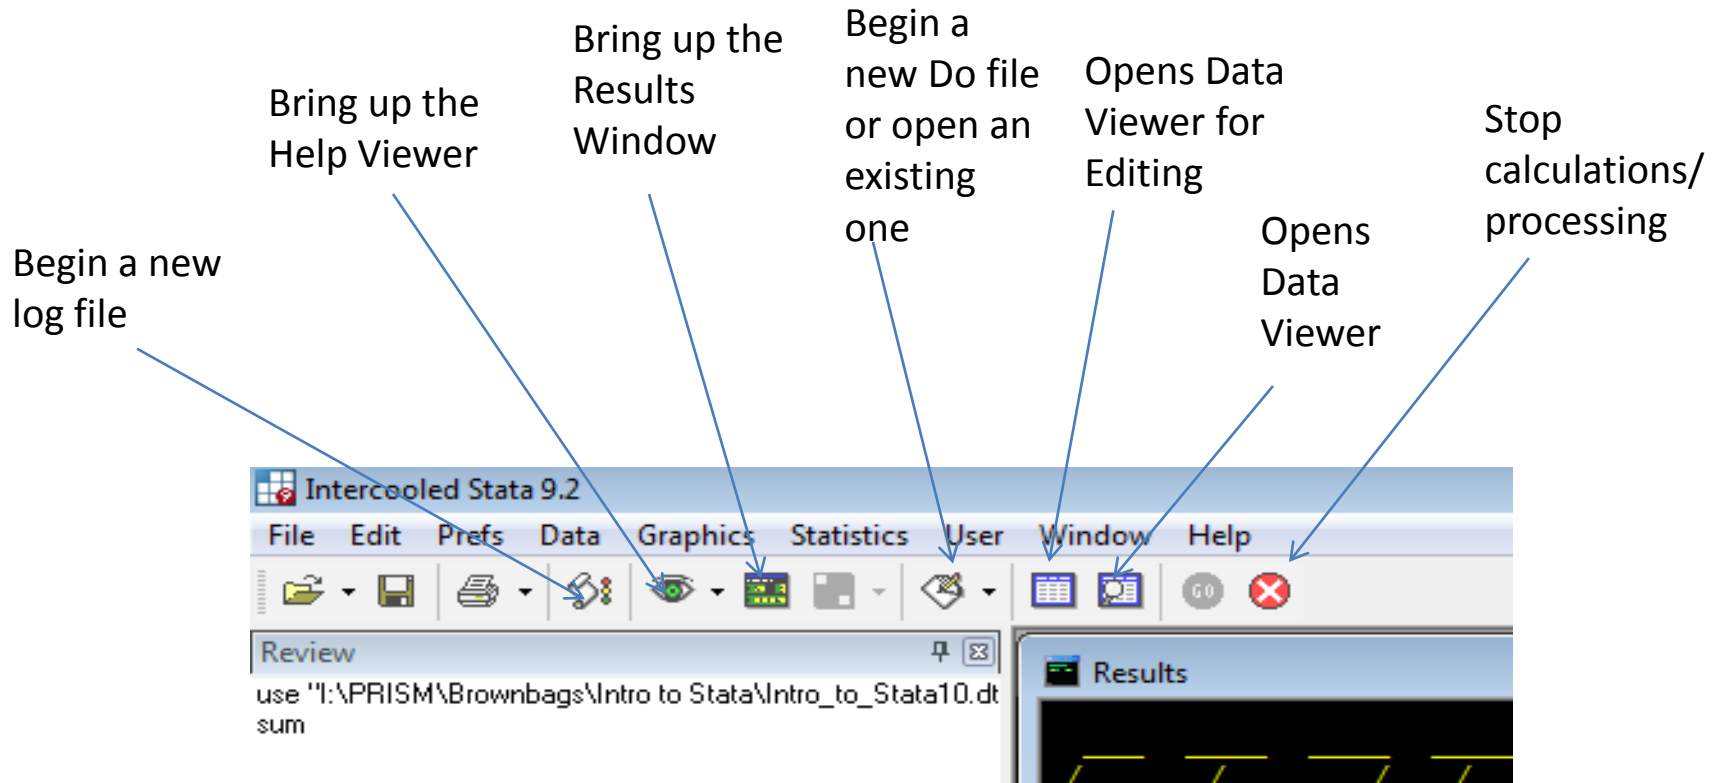 Bring up the
Help Viewer
Bring up the
Results
Window
Begin a
new Do file
or open an
existing
one
Opens Data
Viewer for
Editing
Stop
calculations/
processing
Opens
Data
Viewer
Begin a new
log file
Intercooled Stata 9.2
File Edit Prefs Data Graphics Statistics User Window Help
GO
Review
use "I:\PRISM\Brownbags\Intro to Stata\Intro_to_Stata10.dt
sum
Results